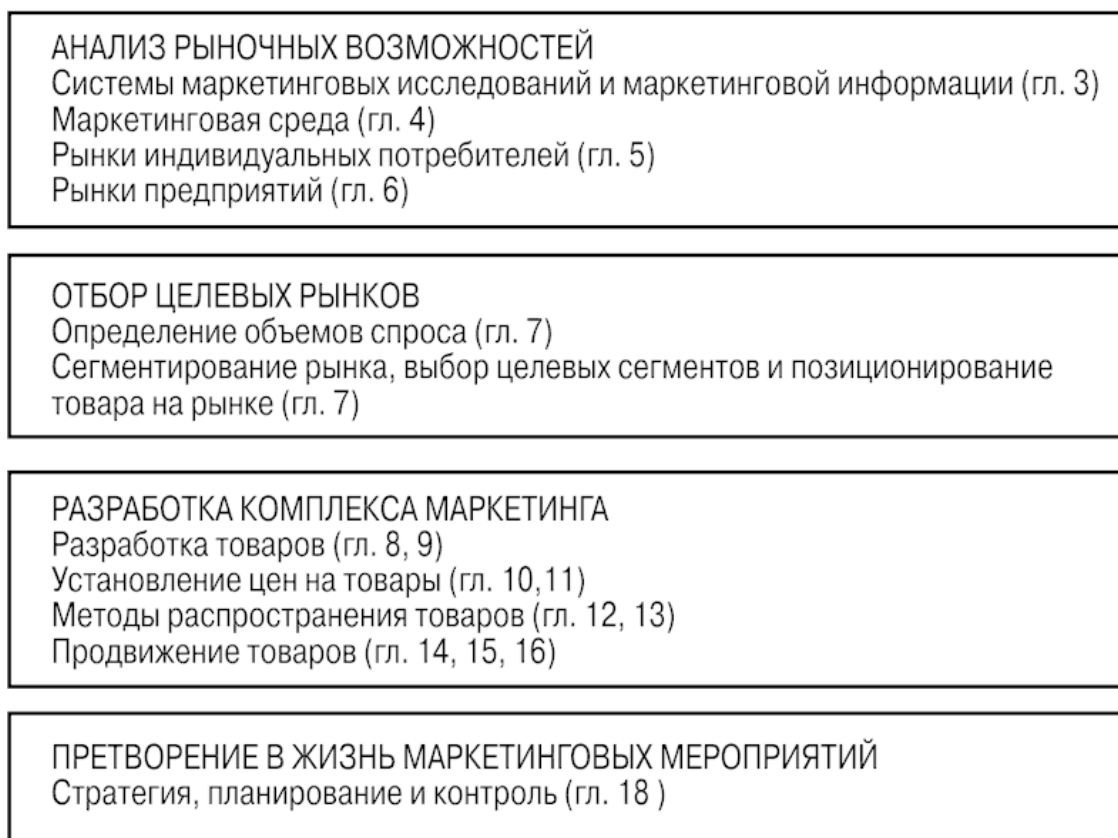 АНАЛИЗ РЫНОЧНЫХ ВОЗМОЖНОСТЕЙ
Системы маркетинговых исследований и маркетинговой информации (гл. 3)
Маркетинговая среда (гл. 4)
Рынки индивидуальных потребителей (гл. 5)
Рынки предприятий (гл. 6)
ОТБОР ЦЕЛЕВЫХ РЫНКОВ
Определение объемов спроса (гл. 7)
Сегментирование рынка, выбор целевых сегментов и позиционирование
товара на рынке (гл. 7)
РАЗРАБОТКА КОМПЛЕКСА МАРКЕТИНГА
Разработка товаров (гл. 8, 9)
Установление цен на товары (гл. 10,11)
Методы распространения товаров (гл. 12, 13)
Продвижение товаров (гл. 14, 15, 16)
ПРЕТВОРЕНИЕ В ЖИЗНЬ МАРКЕТИНГОВЫХ МЕРОПРИЯТИЙ
Стратегия, планирование и контроль (гл. 18 )